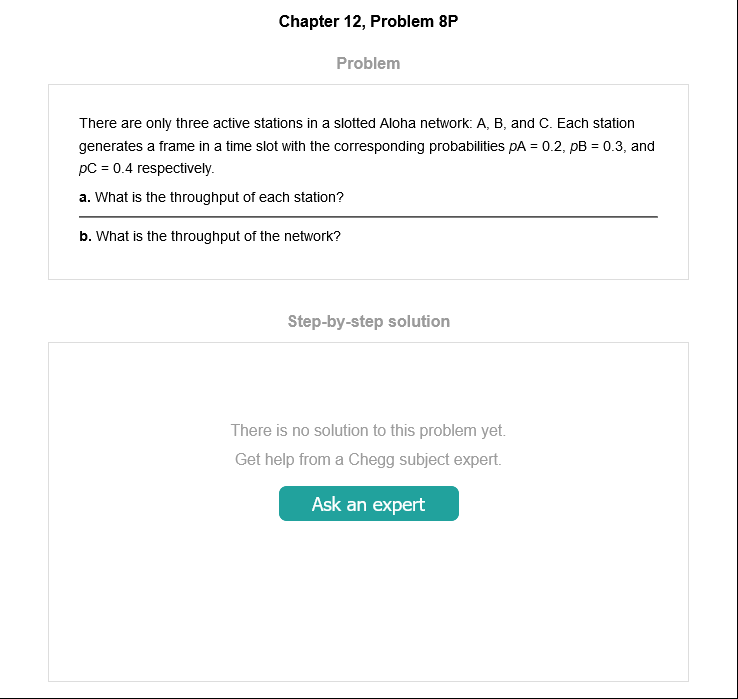 Chapter 12, Problem 8P
Problem
There are only three active stations in a slotted Aloha network: A, B, and C. Each station
generates a frame in a time slot with the corresponding probabilities pA = 0.2, pB = 0.3, and
pC = 0.4 respectively.
a. What is the throughput of each station?
b. What is the throughput of the network?
Step-by-step solution
There is no solution to this problem yet.
Get help from a Chegg subject expert.
Ask an expert